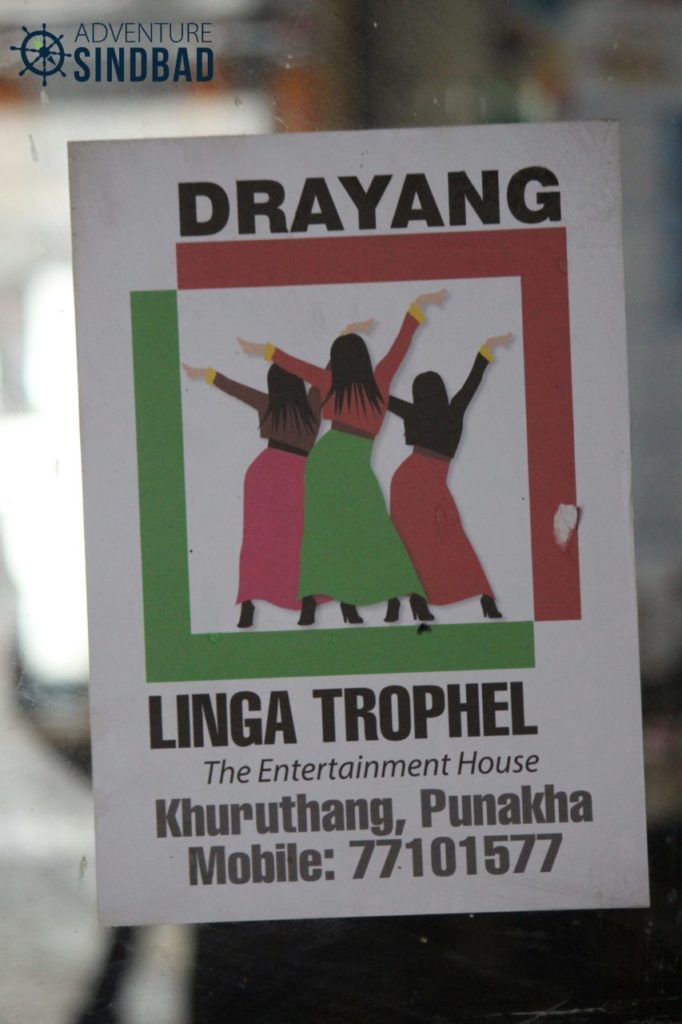 ADVENTURE
SINDBAD
DRAYANG
LINGA TROPHEL
The Entertainment House
Khuruthang, Punakha
Mobile: 77101577